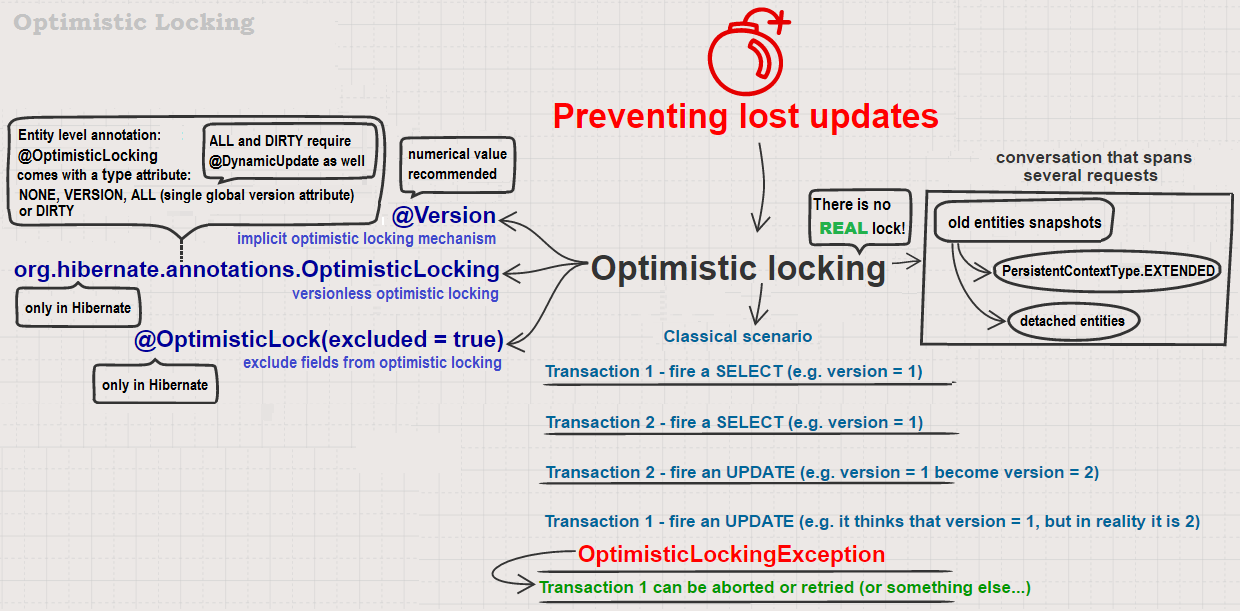 Optimistic Locking
Preventing lost updates
Entity level annotation:
@OptimisticLocking
comes with a type attribute:
NONE, VERSION, ALL (single global version attribute)
or DIRTY
ALL and DIRTY require
@DynamicUpdate as well
numerical value
recommended
@Version
implicit optimistic locking mechanism
org.hibernate.annotations.OptimisticLocking
versionless optimistic locking
only in Hibernate
@OptimisticLock(excluded = true)
exclude fields from optimistic locking
only in Hibernate
There is no
REAL lock!
Optimistic locking
conversation that spans
several requests
old entities snapshots
PersistentContextType.EXTENDED
detached entities
Classical scenario
Transaction 1 - fire a SELECT (e.g. version = 1)
Transaction 2 - fire a SELECT (e.g. version = 1)
Transaction 2 - fire an UPDATE (e.g. version = 1 become version = 2)
Transaction 1 - fire an UPDATE (e.g. it thinks that version = 1, but in reality it is 2)
OptimisticLockingException
Transaction 1 can be aborted or retried (or something else...)